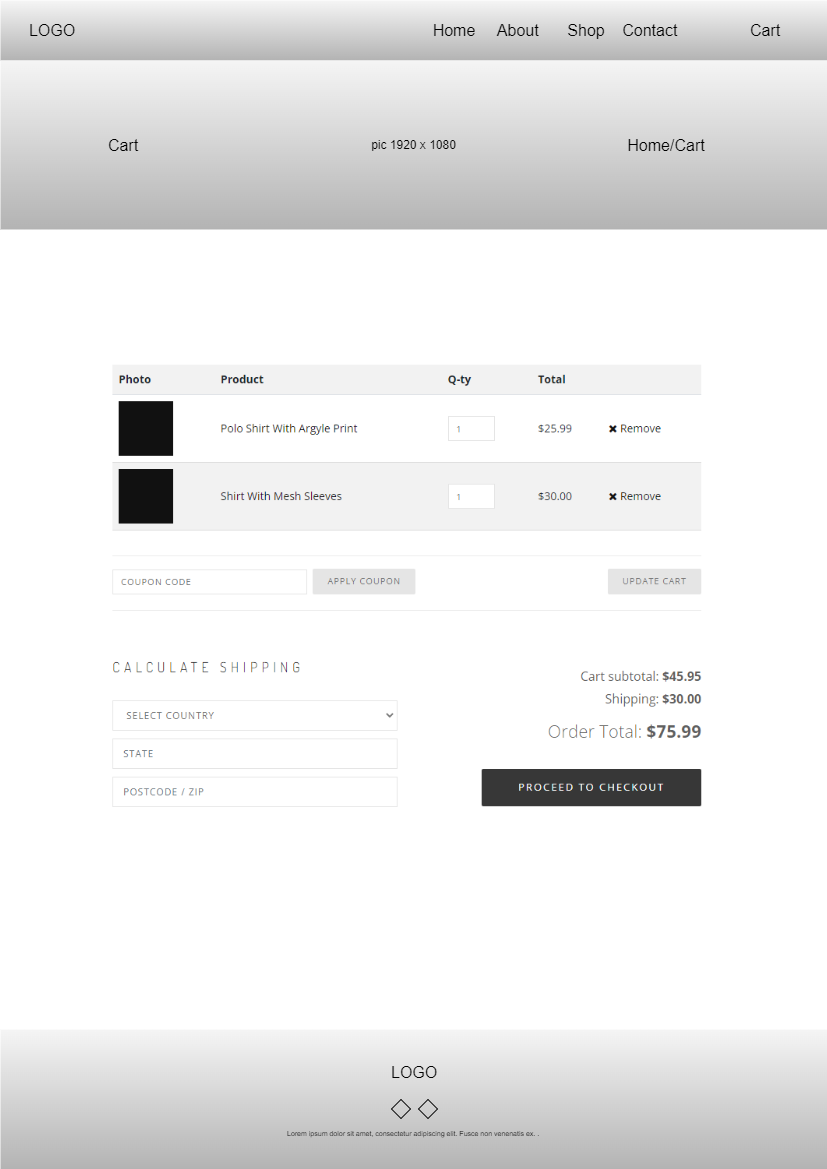 LOGO Home About Shop Contact Cart
Cart pic 1920 x 1080 Home/Cart
Photo Product Q-ty Total
Polo Shirt With Argyle Print 1 $25.99 ✖ Remove
Shirt With Mesh Sleeves 1 $30.00 ✖ Remove
COUPON CODE APPLY COUPON UPDATE CART
CALCULATE SHIPPING
SELECT COUNTRY
STATE
POSTCODE / ZIP
Cart subtotal: $45.95
Shipping: $30.00
Order Total: $75.99
PROCEED TO CHECKOUT
LOGO
Lorem ipsum dolor sit amet, consectetur adipiscing elit. Fusce non venenatis ex. .